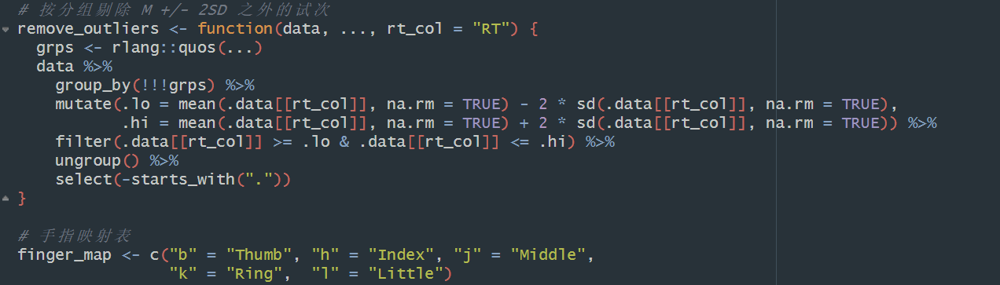 # 按分组剔除 M +/- 2SD 之外的试次
remove_outliers <- function(data, ..., rt_col = "RT") {
  grps <- rlang::quos(...)
  data %>%
    group_by(!!!grps) %>%
    mutate(.lo = mean(.data[[rt_col]], na.rm = TRUE) - 2 * sd(.data[[rt_col]], na.rm = TRUE),
           .hi = mean(.data[[rt_col]], na.rm = TRUE) + 2 * sd(.data[[rt_col]], na.rm = TRUE)) %>%
    filter(.data[[rt_col]] >= .lo & .data[[rt_col]] <= .hi) %>%
    ungroup() %>%
    select(-starts_with("."))
}
# 手指映射表
finger_map <- c("b" = "Thumb", "h" = "Index", "j" = "Middle",
                "k" = "Ring",  "l" = "Little")